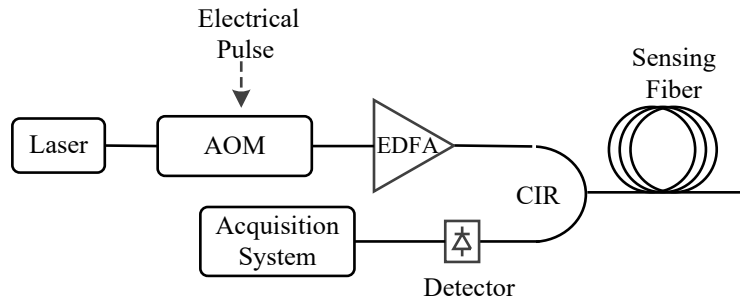 Electrical
Pulse
Sensing
Fiber
Laser
AOM
EDFA
CIR
Acquisition
System
Detector